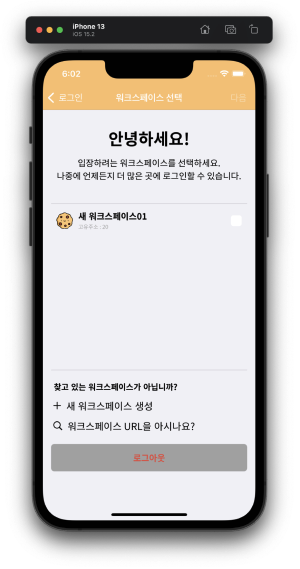 iPhone 13
iOS 15.2
6:02
로그인
워크스페이스 선택
다음
안녕하세요!
입장하려는 워크스페이스를 선택하세요.
나중에 언제든지 더 많은 곳에 로그인할 수 있습니다.
새 워크스페이스01
고유주소 : 20
찾고 있는 워크스페이스가 아닙니까?
새 워크스페이스 생성
워크스페이스 URL을 아시나요?
로그아웃